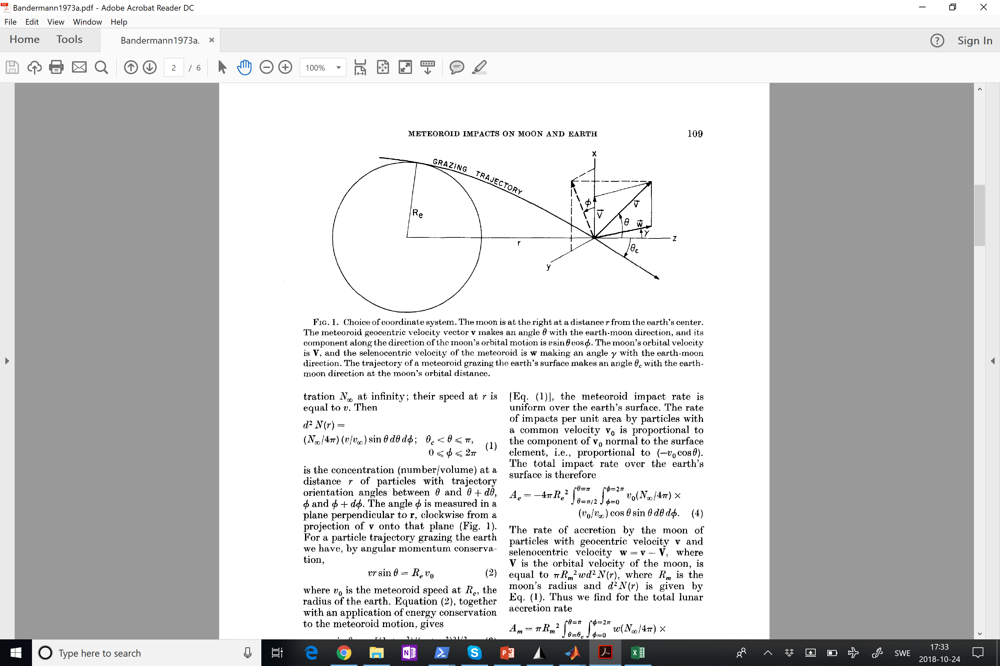 Bandermann1973a.pdf - Adobe Acrobat Reader DC
File Edit View Window Help
Home Tools Bandermann1973a. × ? Sign In
2 / 6 100%
METEOROID IMPACTS ON MOON AND EARTH 109
GRAZING TRAJECTORY
Re
r
x
y
z
ϕ
V
v
θ
w
γ
θc
FIG. 1. Choice of coordinate system. The moon is at the right at a distance r from the earth's center.
The meteoroid geocentric velocity vector v makes an angle θ with the earth-moon direction, and its
component along the direction of the moon's orbital motion is v sin θ cos ϕ. The moon's orbital velocity
is V, and the selenocentric velocity of the meteoroid is w making an angle γ with the earth-moon
direction. The trajectory of a meteoroid grazing the earth's surface makes an angle θc with the earth-
moon direction at the moon's orbital distance.
tration N∞ at infinity; their speed at r is
equal to v. Then
d² N(r) =
(N∞/4π) (v/v∞) sin θ dθ dϕ; θc < θ ⩽ π,
0 ⩽ ϕ ⩽ 2π (1)
is the concentration (number/volume) at a
distance r of particles with trajectory
orientation angles between θ and θ + dθ,
ϕ and ϕ + dϕ. The angle ϕ is measured in a
plane perpendicular to r, clockwise from a
projection of v onto that plane (Fig. 1).
For a particle trajectory grazing the earth
we have, by angular momentum conserva-
tion,
vr sin θ = Re v0 (2)
where v0 is the meteoroid speed at Re, the
radius of the earth. Equation (2), together
with an application of energy conservation
to the meteoroid motion, gives
[Eq. (1)], the meteoroid impact rate is
uniform over the earth's surface. The rate
of impacts per unit area by particles with
a common velocity v0 is proportional to
the component of v0 normal to the surface
element, i.e., proportional to (−v0 cos θ).
The total impact rate over the earth's
surface is therefore
Ae = −4πRe² ∫θ=π/2^θ=π ∫ϕ=0^ϕ=2π v0(N∞/4π) ×
(v0/v∞) cos θ sin θ dθ dϕ. (4)
The rate of accretion by the moon of
particles with geocentric velocity v and
selenocentric velocity w = v − V, where
V is the orbital velocity of the moon, is
equal to πRm² wd² N(r), where Rm is the
moon's radius and d² N(r) is given by
Eq. (1). Thus we find for the total lunar
accretion rate
Am = πRm² ∫θ=θc^θ=π ∫ϕ=0^ϕ=2π w(N∞/4π) ×
Type here to search
SWE
17:33
2018-10-24